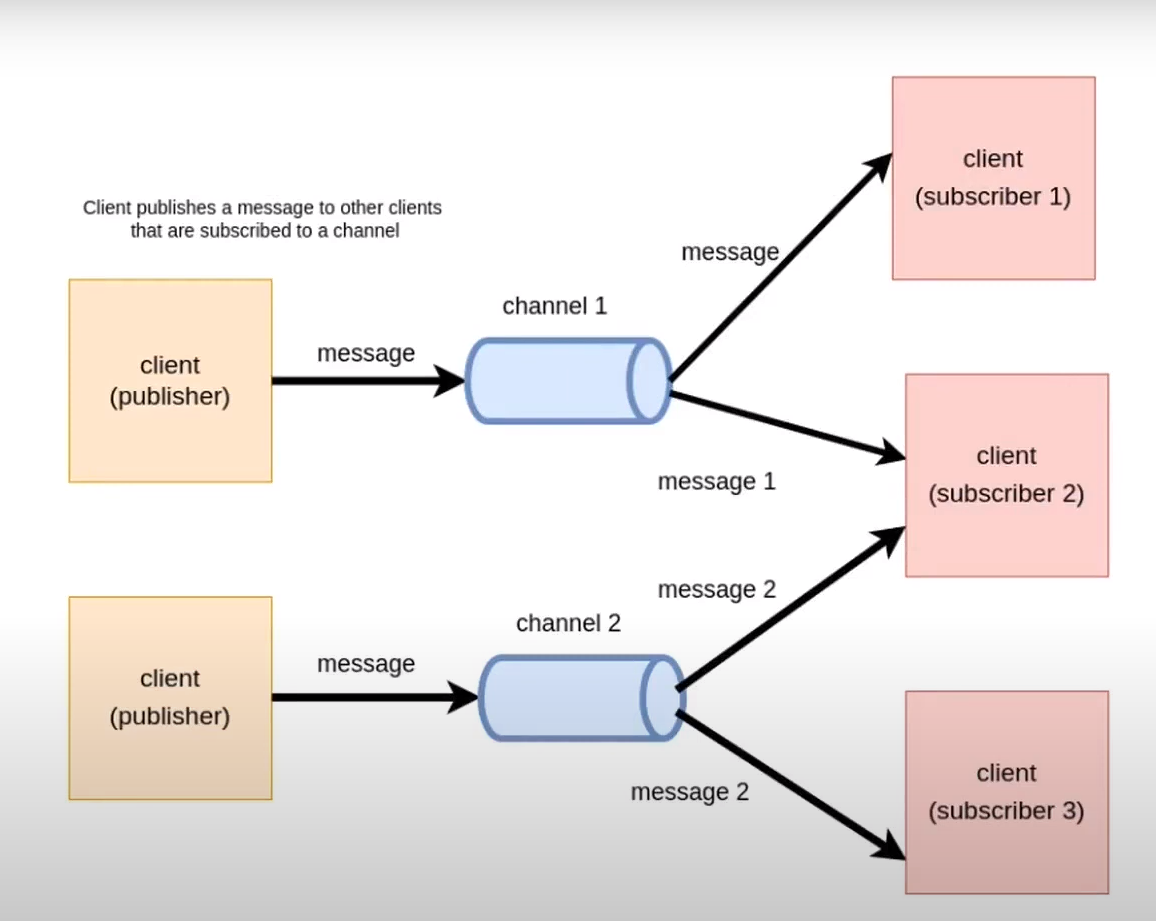 Client publishes a message to other clients
that are subscribed to a channel
client
(publisher)
message
channel 1
message
client
(subscriber 1)
message 1
client
(subscriber 2)
client
(publisher)
message
channel 2
message 2
message 2
client
(subscriber 3)